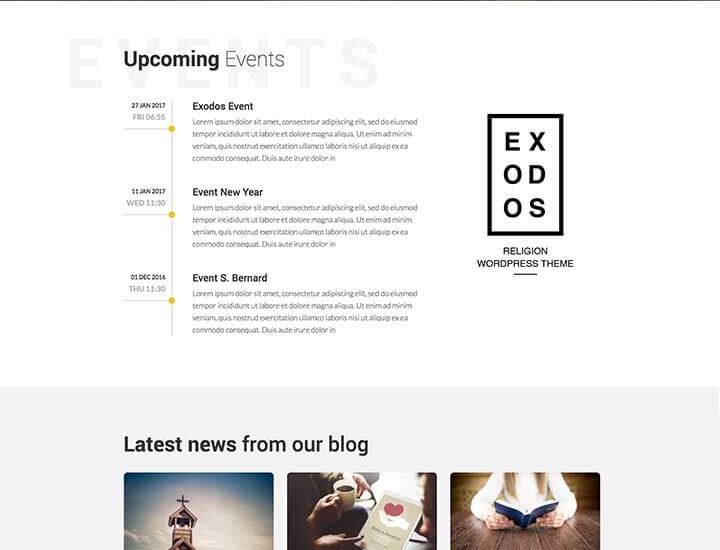 EVENTS
Upcoming Events
27 JAN 2017
FRI 06:55
Exodos Event
Lorem ipsum dolor sit amet, consectetur adipiscing elit, sed do eiusmod
tempor incididunt ut labore et dolore magna aliqua. Ut enim ad minim
veniam, quis nostrud exercitation ullamco laboris nisi ut aliquip ex ea
commodo consequat. Duis aute irure dolor in
11 JAN 2017
WED 11:30
Event New Year
Lorem ipsum dolor sit amet, consectetur adipiscing elit, sed do eiusmod
tempor incididunt ut labore et dolore magna aliqua. Ut enim ad minim
veniam, quis nostrud exercitation ullamco laboris nisi ut aliquip ex ea
commodo consequat. Duis aute irure dolor in
01 DEC 2016
THU 11:30
Event S. Bernard
Lorem ipsum dolor sit amet, consectetur adipiscing elit, sed do eiusmod
tempor incididunt ut labore et dolore magna aliqua. Ut enim ad minim
veniam, quis nostrud exercitation ullamco laboris nisi ut aliquip ex ea
commodo consequat. Duis aute irure dolor in
EX
OD
OS
RELIGION
WORDPRESS THEME
Latest news from our blog